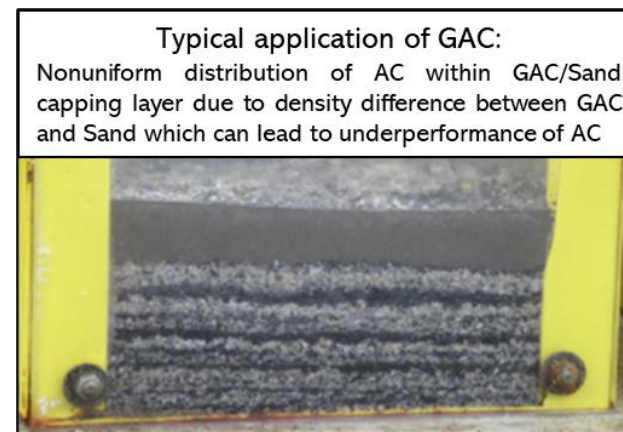 Typical application of GAC:
Nonuniform distribution of AC within GAC/Sand
capping layer due to density difference between GAC
and Sand which can lead to underperformance of AC